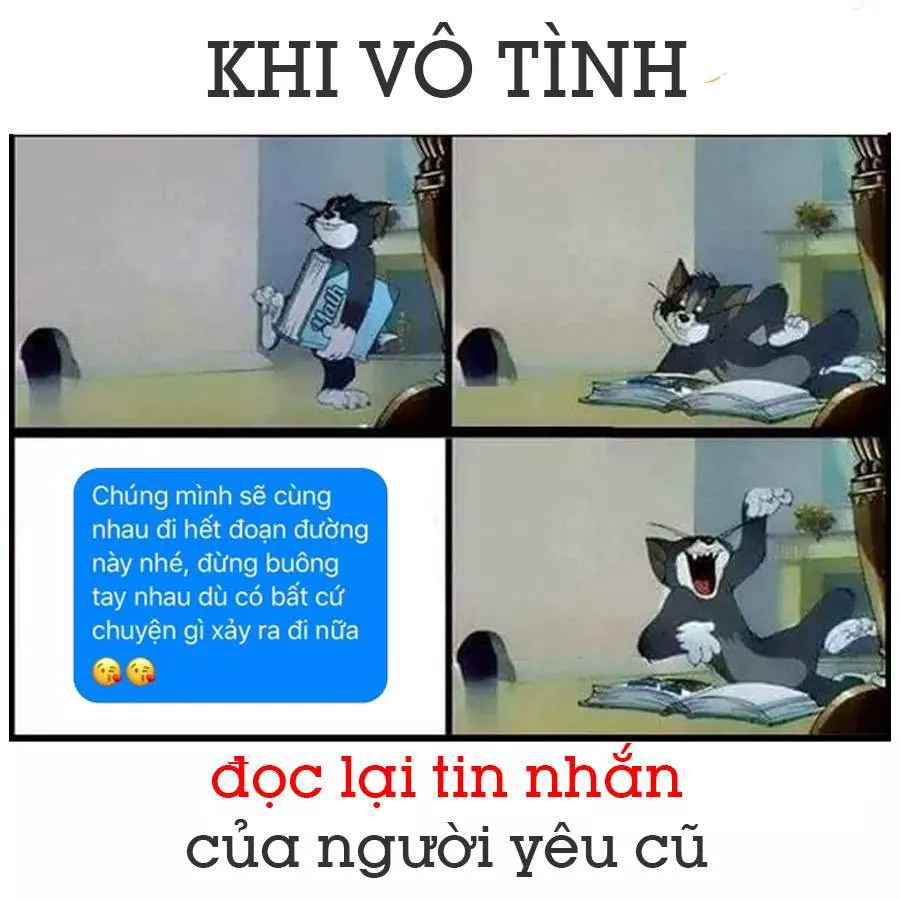 KHI VÔ TÌNH
Math
Chúng mình sẽ cùng
nhau đi hết đoạn đường
này nhé, đừng buông
tay nhau dù có bất cứ
chuyện gì xảy ra đi nữa
😘😘
đọc lại tin nhắn
của người yêu cũ